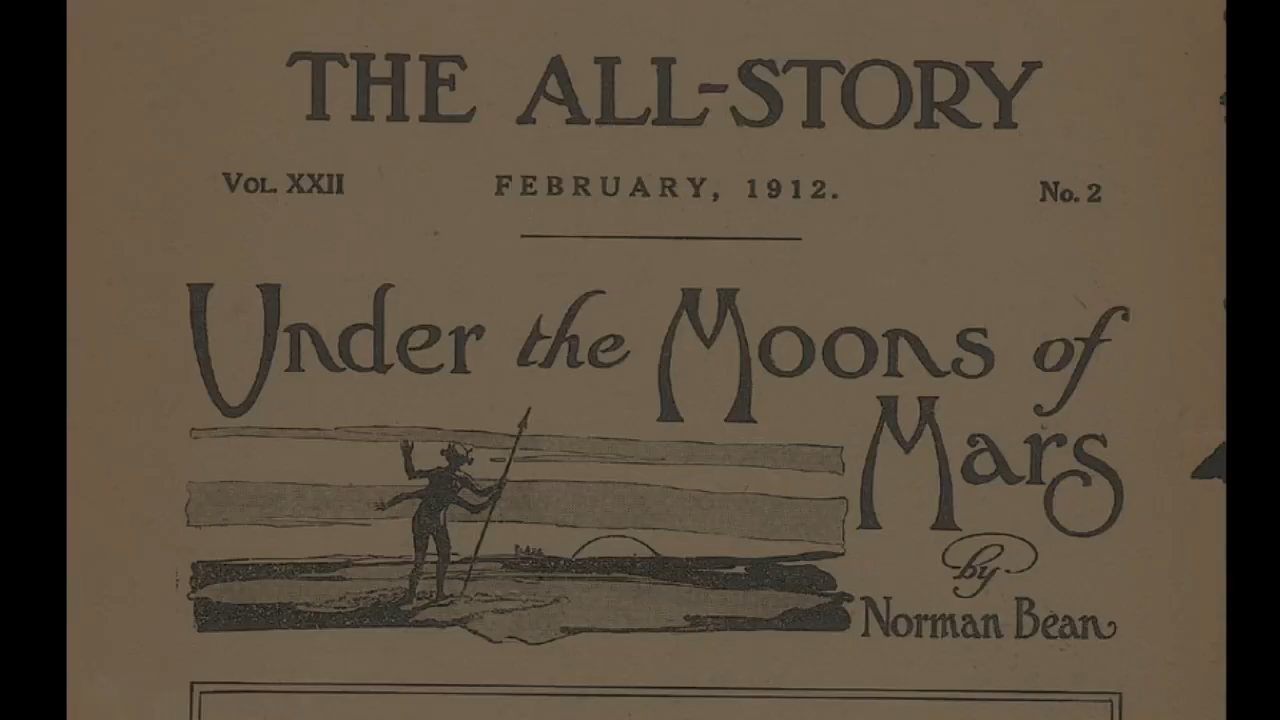 THE ALL-STORY
VOL. XXII FEBRUARY, 1912. No. 2
Under the Moons of
Mars
by
Norman Bean